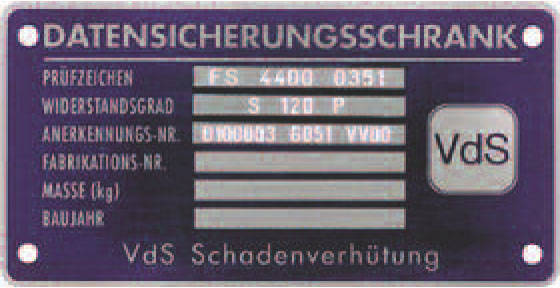 DATENSICHERUNGSSCHRANK
PRÜFZEICHEN FS 4400 0351
WIDERSTANDSGRAD S 120 P
ANERKENNUNGS-NR. 6051 VV00
FABRIKATIONS-NR.
MASSE (kg)
BAUJAHR
VdS
VdS Schadenverhütung